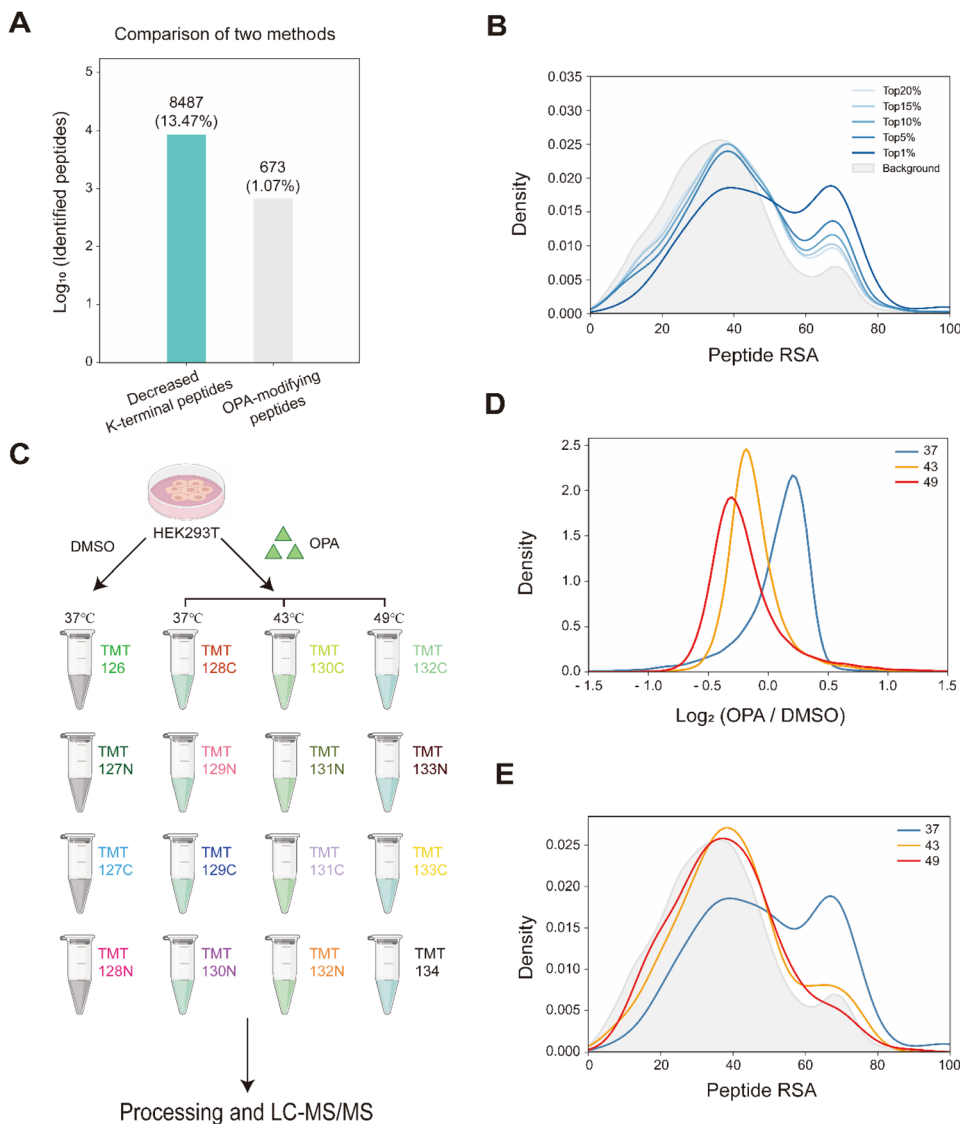 A
Comparison of two methods
5
4
3
2
1
0
Log₁₀ (Identified peptides)
8487
(13.47%)
673
(1.07%)
Decreased
K-terminal peptides
OPA-modifying
peptides
B
0.035
0.030
0.025
0.020
0.015
0.010
0.005
0.000
Density
Top20%
Top15%
Top10%
Top5%
Top1%
Background
0 20 40 60 80 100
Peptide RSA
C
HEK293T
DMSO
OPA
37℃ 37℃ 43℃ 49℃
TMT TMT TMT TMT
126 128C 130C 132C
TMT TMT TMT TMT
127N 129N 131N 133N
TMT TMT TMT TMT
127C 129C 131C 133C
TMT TMT TMT TMT
128N 130N 132N 134
Processing and LC-MS/MS
D
2.5
2.0
1.5
1.0
0.5
0.0
Density
37
43
49
-1.5 -1.0 -0.5 0.0 0.5 1.0 1.5
Log₂ (OPA / DMSO)
E
0.025
0.020
0.015
0.010
0.005
0.000
Density
37
43
49
0 20 40 60 80 100
Peptide RSA